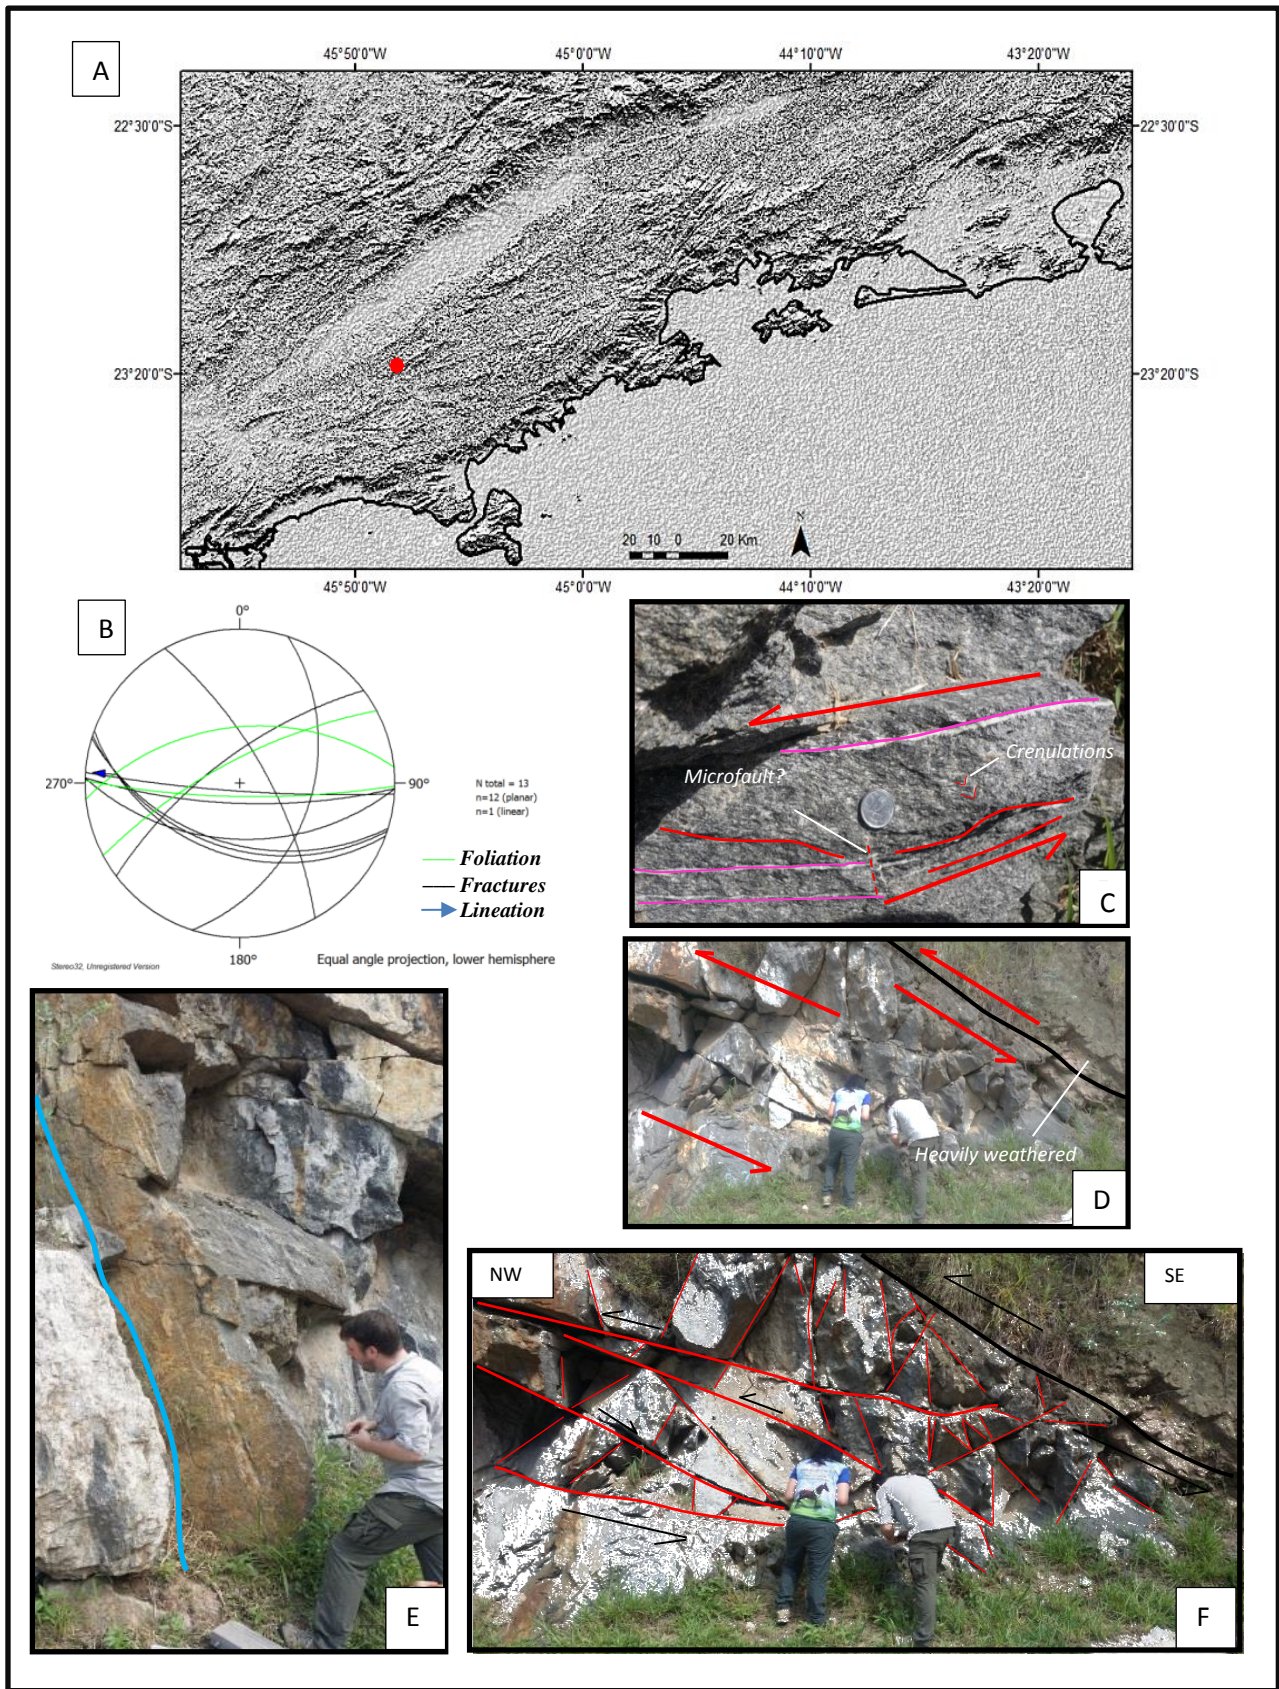 A
45°50'0"W 45°0'0"W 44°10'0"W 43°20'0"W
22°30'0"S 22°30'0"S
23°20'0"S 23°20'0"S
N
20 10 0 20 Km
45°50'0"W 45°0'0"W 44°10'0"W 43°20'0"W
B
0°
270° 90°
180°
N total = 13
n=12 (planar)
n=1 (linear)
Foliation
Fractures
Lineation
Stereo32, Unregistered Version
Equal angle projection, lower hemisphere
Crenulations
Microfault?
C
Heavily weathered
D
E
NW SE
F